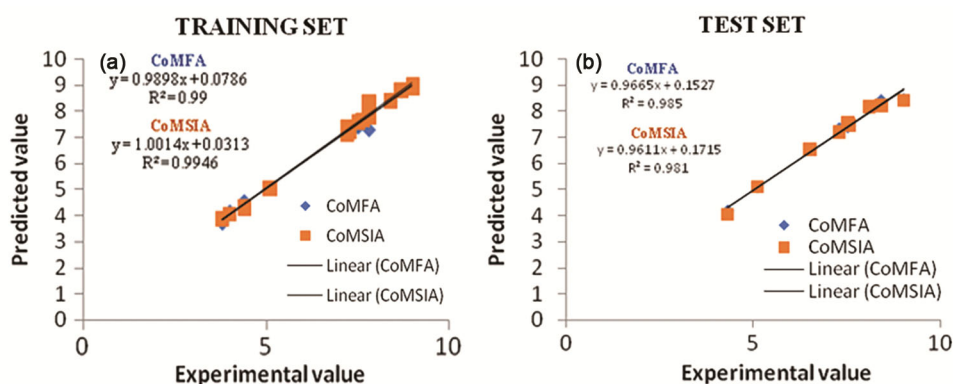 TRAINING SET
(a)
CoMFA
y = 0.9898x + 0.0786
R² = 0.99
CoMSIA
y = 1.0014x + 0.0313
R² = 0.9946
Predicted value
10
9
8
7
6
5
4
3
2
1
0
CoMFA
CoMSIA
Linear (CoMFA)
Linear (CoMSIA)
0
5
10
Experimental value
TEST SET
(b)
CoMFA
y = 0.9665x + 0.1527
R² = 0.985
CoMSIA
y = 0.9611x + 0.1715
R² = 0.981
Predicted value
10
9
8
7
6
5
4
3
2
1
0
CoMFA
CoMSIA
Linear (CoMFA)
Linear (CoMSIA)
0
5
10
Experimental value